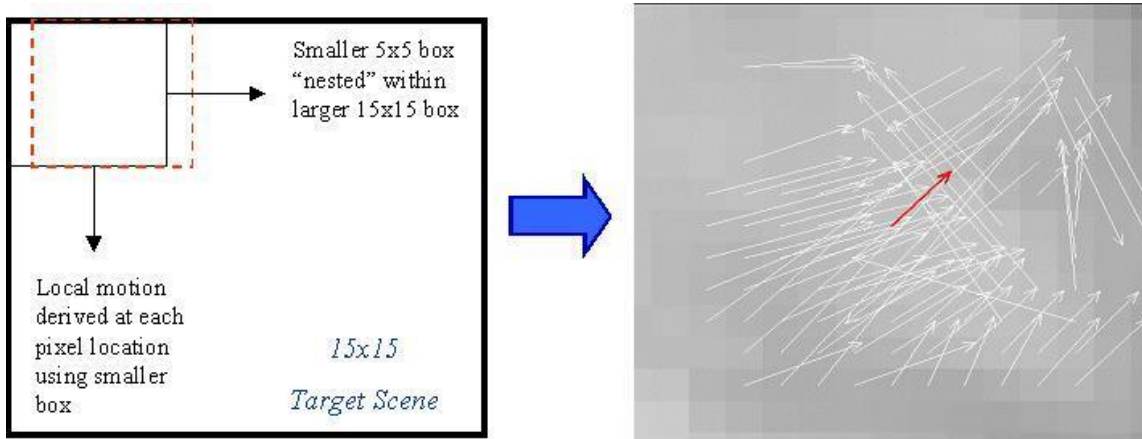 Smaller 5x5 box
“nested” within
larger 15x15 box
Local motion
derived at each
pixel location
using smaller
box
15x15
Target Scene